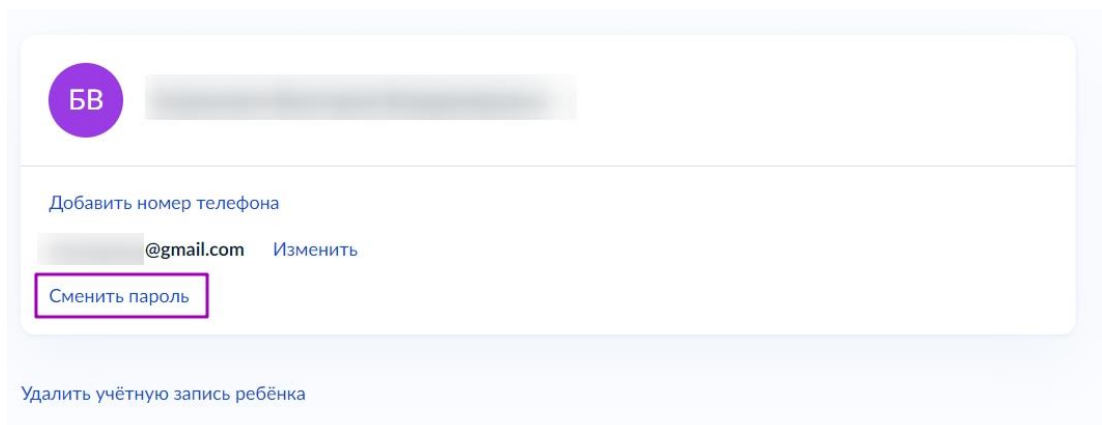 БВ
Добавить номер телефона
@gmail.com Изменить
Сменить пароль
Удалить учётную запись ребёнка